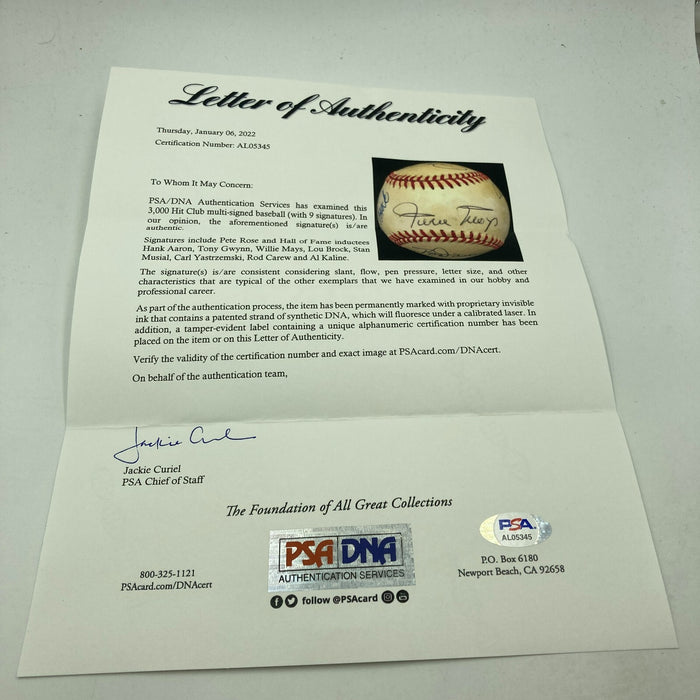 Letter of Authenticity
Thursday, January 06, 2022
Certification Number: AL05345
To Whom It May Concern:
PSA/DNA Authentication Services has examined this
3,000 Hit Club multi-signed baseball (with 9 signatures). In
our opinion, the aforementioned signature(s) is/are
authentic.
Signatures include Pete Rose and Hall of Fame inductees
Hank Aaron, Tony Gwynn, Willie Mays, Lou Brock, Stan
Musial, Carl Yastrzemski, Rod Carew and Al Kaline.
Willie Mays
The signature(s) is/are consistent considering slant, flow, pen pressure, letter size, and other
characteristics that are typical of the other exemplars that we have examined in our hobby and
professional career.
As part of the authentication process, the item has been permanently marked with proprietary invisible
ink that contains a patented strand of synthetic DNA, which will fluoresce under a calibrated laser. In
addition, a tamper-evident label containing a unique alphanumeric certification number has been
placed on the item or on this Letter of Authenticity.
Verify the validity of the certification number and exact image at PSAcard.com/DNAcert.
On behalf of the authentication team,
Jackie Curiel
Jackie Curiel
PSA Chief of Staff
The Foundation of All Great Collections
800-325-1121
PSAcard.com/DNAcert
PSA DNA
AUTHENTICATION SERVICES
follow @PSAcard
PSA
AL05345
P.O. Box 6180
Newport Beach, CA 92658